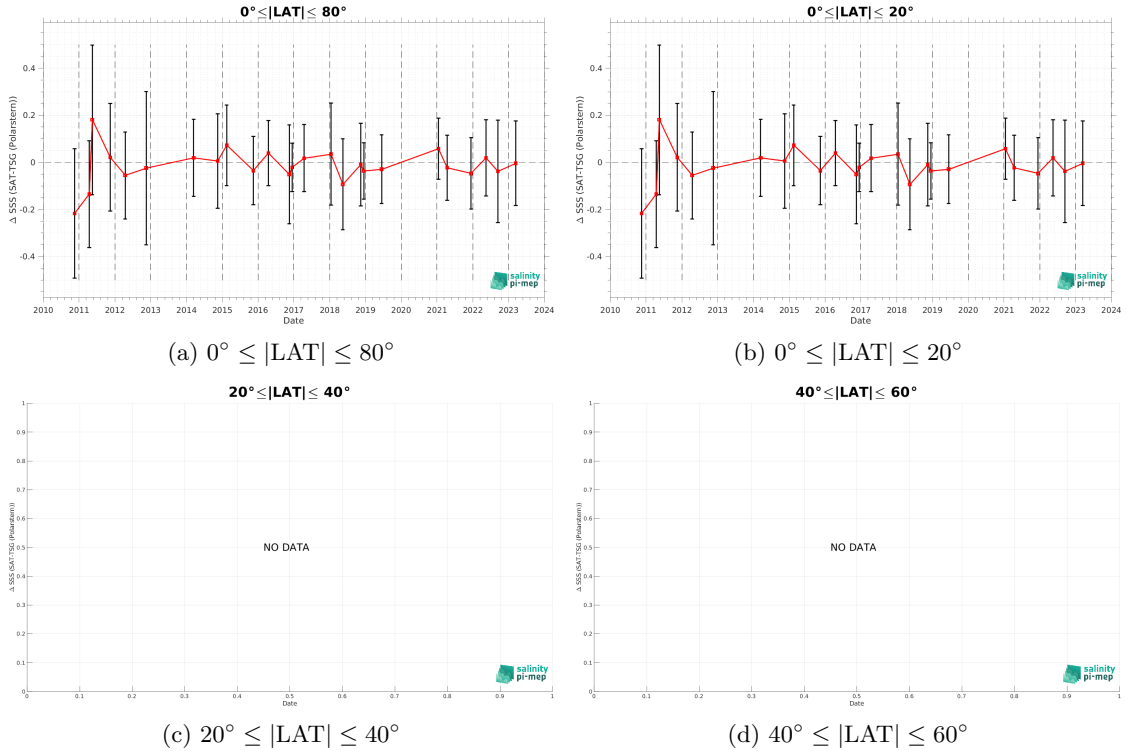 0°≤|LAT|≤ 80°
Δ SSS (SAT-TSG (Polarstern))
0.4
0.2
0
-0.2
-0.4
2010 2011 2012 2013 2014 2015 2016 2017 2018 2019 2020 2021 2022 2023 2024
Date
salinity
pi-mep
(a) 0° ≤ |LAT| ≤ 80°
0°≤|LAT|≤ 20°
Δ SSS (SAT-TSG (Polarstern))
0.4
0.2
0
-0.2
-0.4
2010 2011 2012 2013 2014 2015 2016 2017 2018 2019 2020 2021 2022 2023 2024
Date
salinity
pi-mep
(b) 0° ≤ |LAT| ≤ 20°
20°≤|LAT|≤ 40°
Δ SSS (SAT-TSG (Polarstern))
1
0.9
0.8
0.7
0.6
0.5
0.4
0.3
0.2
0.1
0
NO DATA
0 0.1 0.2 0.3 0.4 0.5 0.6 0.7 0.8 0.9 1
Date
salinity
pi-mep
(c) 20° ≤ |LAT| ≤ 40°
40°≤|LAT|≤ 60°
Δ SSS (SAT-TSG (Polarstern))
1
0.9
0.8
0.7
0.6
0.5
0.4
0.3
0.2
0.1
0
NO DATA
0 0.1 0.2 0.3 0.4 0.5 0.6 0.7 0.8 0.9 1
Date
salinity
pi-mep
(d) 40° ≤ |LAT| ≤ 60°